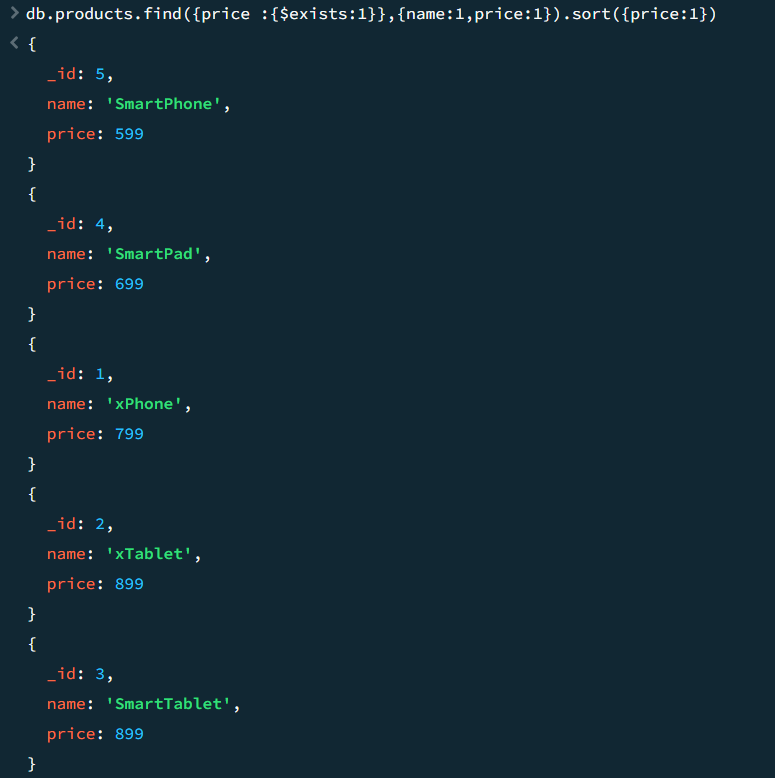 > db.products.find({price :{$exists:1}},{name:1,price:1}).sort({price:1})
< {
_id: 5,
name: 'SmartPhone',
price: 599
}
{
_id: 4,
name: 'SmartPad',
price: 699
}
{
_id: 1,
name: 'xPhone',
price: 799
}
{
_id: 2,
name: 'xTablet',
price: 899
}
{
_id: 3,
name: 'SmartTablet',
price: 899
}